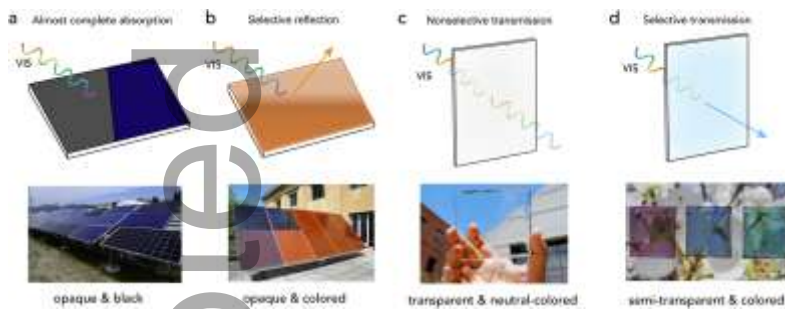 a Almost complete absorption
b Selective reflection
c Nonselective transmission
d Selective transmission
VIS
VIS
VIS
VIS
opaque & black
opaque & colored
transparent & neutral-colored
semi-transparent & colored